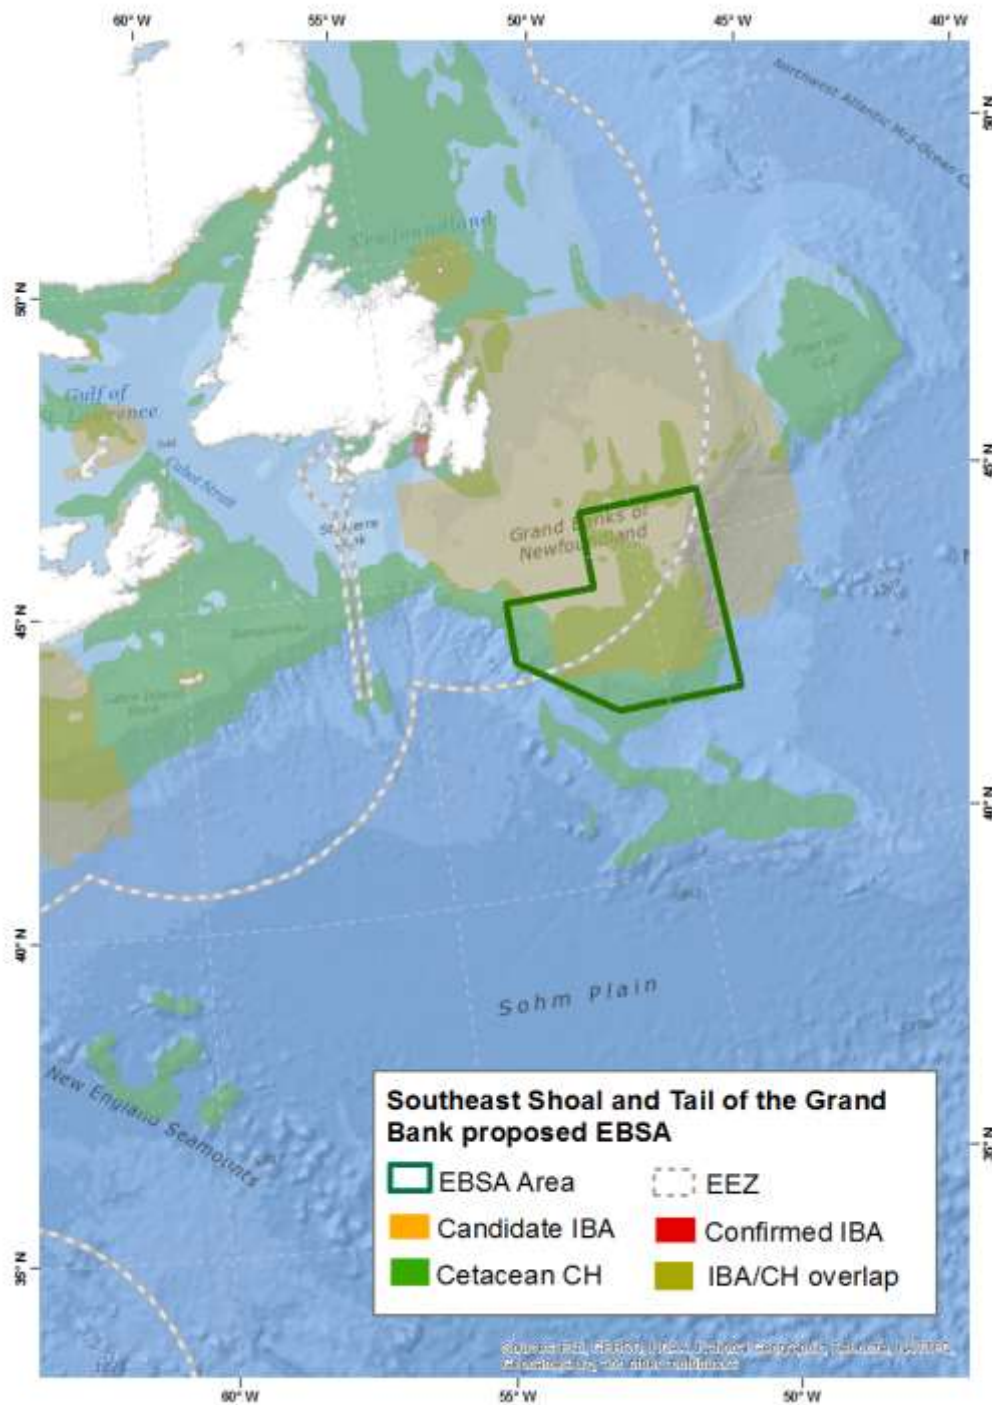 60° W 55° W 50° W 45° W 40° W
Northwest Atlantic Mid-Ocean
50° N
Newfoundland
50° N
Gulf of
Cabot Strait
45° N
Grand Banks of
Newfoundland
45° N
40° N
40° N
Sohm Plain
New England Seamounts
35° N
35° N
Southeast Shoal and Tail of the Grand
Bank proposed EBSA
EBSA Area
EEZ
Candidate IBA
Confirmed IBA
Cetacean CH
IBA/CH overlap
60° W 55° W 50° W